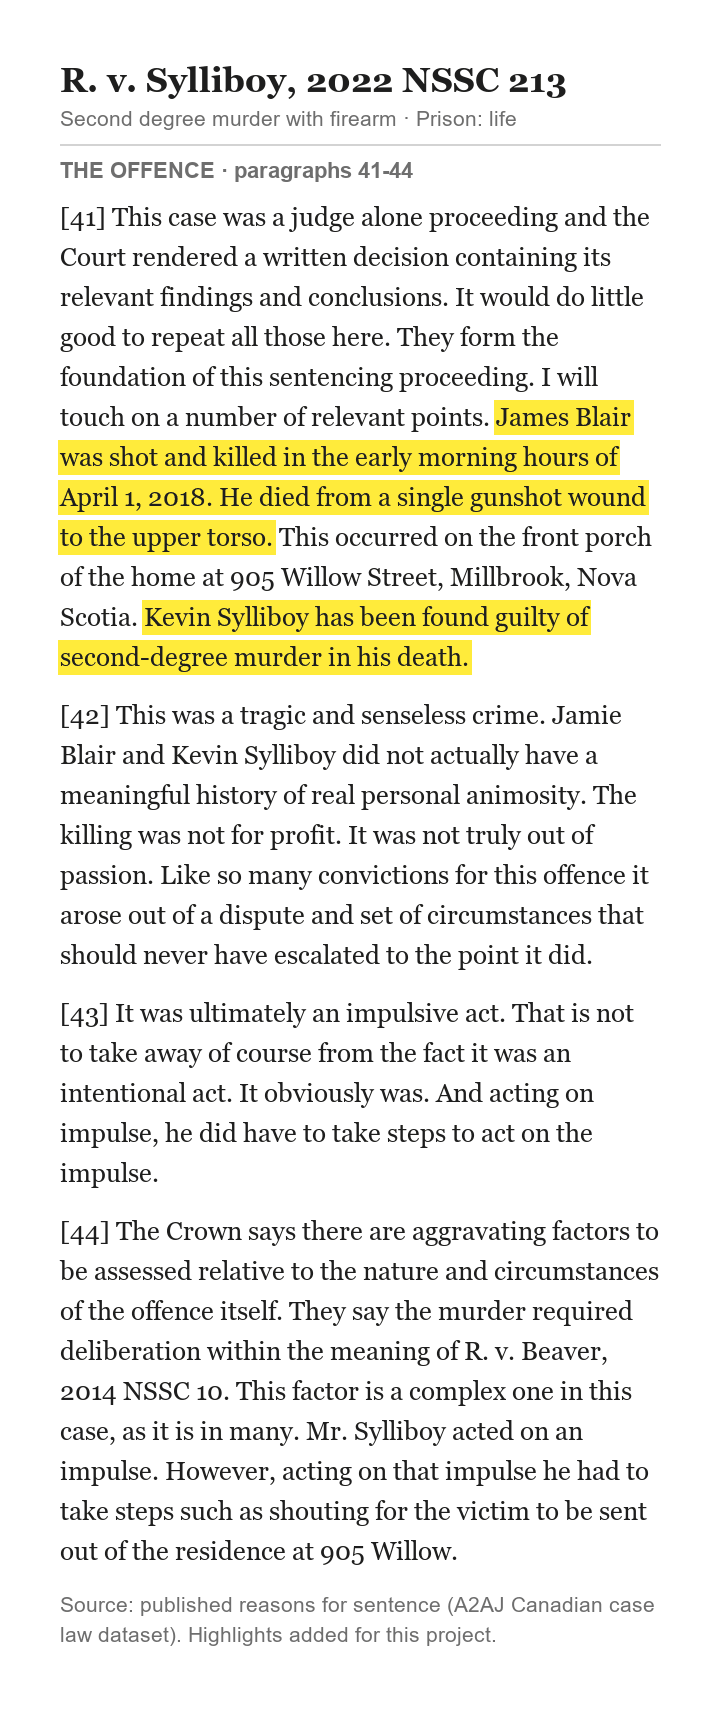 R. v. Sylliboy, 2022 NSSC 213
Second degree murder with firearm · Prison: life
THE OFFENCE · paragraphs 41-44
[41] This case was a judge alone proceeding and the
Court rendered a written decision containing its
relevant findings and conclusions. It would do little
good to repeat all those here. They form the
foundation of this sentencing proceeding. I will
touch on a number of relevant points. James Blair
was shot and killed in the early morning hours of
April 1, 2018. He died from a single gunshot wound
to the upper torso. This occurred on the front porch
of the home at 905 Willow Street, Millbrook, Nova
Scotia. Kevin Sylliboy has been found guilty of
second-degree murder in his death.
[42] This was a tragic and senseless crime. Jamie
Blair and Kevin Sylliboy did not actually have a
meaningful history of real personal animosity. The
killing was not for profit. It was not truly out of
passion. Like so many convictions for this offence it
arose out of a dispute and set of circumstances that
should never have escalated to the point it did.
[43] It was ultimately an impulsive act. That is not
to take away of course from the fact it was an
intentional act. It obviously was. And acting on
impulse, he did have to take steps to act on the
impulse.
[44] The Crown says there are aggravating factors to
be assessed relative to the nature and circumstances
of the offence itself. They say the murder required
deliberation within the meaning of R. v. Beaver,
2014 NSSC 10. This factor is a complex one in this
case, as it is in many. Mr. Sylliboy acted on an
impulse. However, acting on that impulse he had to
take steps such as shouting for the victim to be sent
out of the residence at 905 Willow.
Source: published reasons for sentence (A2AJ Canadian case
law dataset). Highlights added for this project.